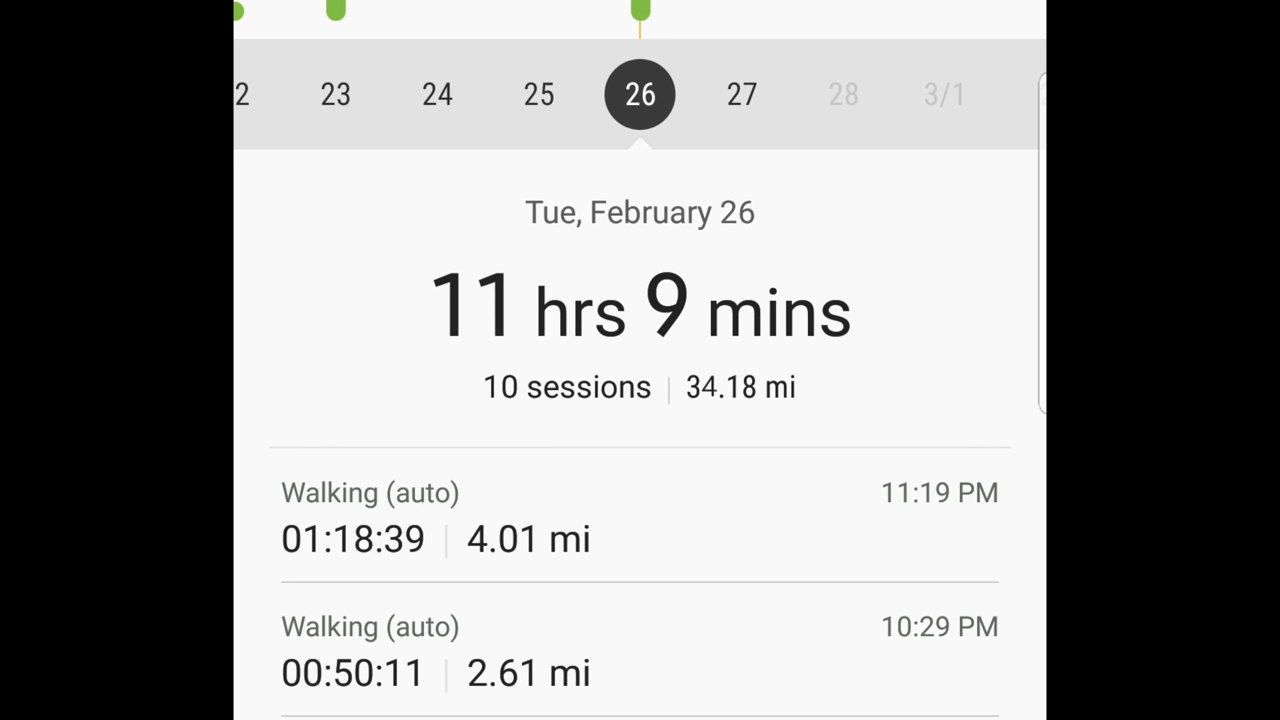 2 23 24 25 26 27 28 3/1
Tue, February 26
11 hrs 9 mins
10 sessions | 34.18 mi
Walking (auto) 11:19 PM
01:18:39 | 4.01 mi
Walking (auto) 10:29 PM
00:50:11 | 2.61 mi